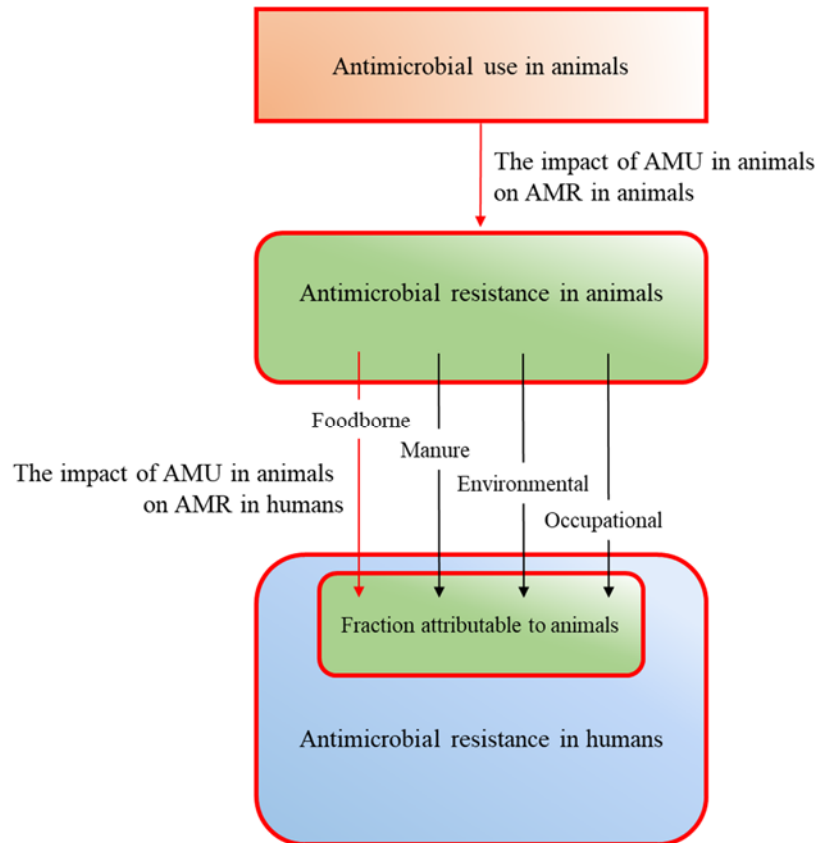 Antimicrobial use in animals
The impact of AMU in animals
on AMR in animals
Antimicrobial resistance in animals
Foodborne
Manure
The impact of AMU in animals
on AMR in humans
Environmental
Occupational
Fraction attributable to animals
Antimicrobial resistance in humans